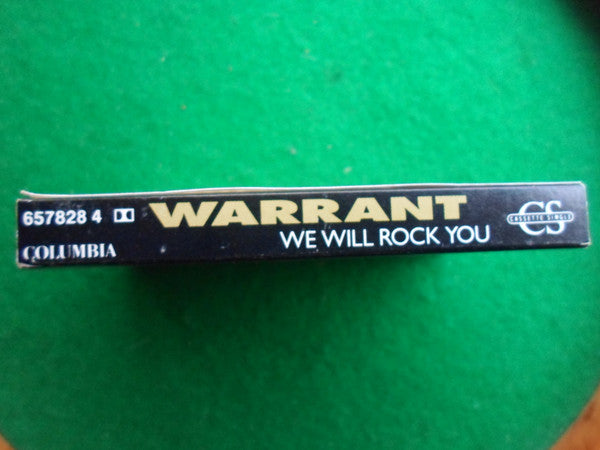 657828 4 WARRANT
COLUMBIA WE WILL ROCK YOU
CS
CASSETTE SINGLE